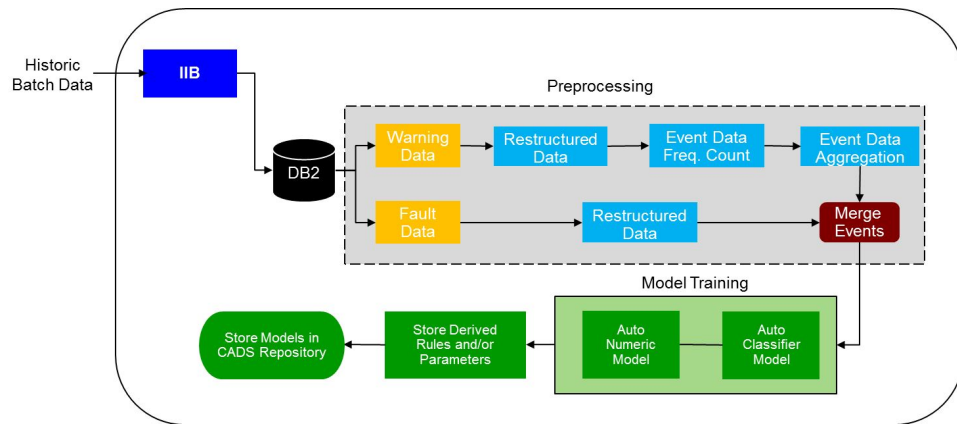 Historic
Batch Data
IIB
DB2
Preprocessing
Warning
Data
Restructured
Data
Event Data
Freq. Count
Event Data
Aggregation
Fault
Data
Restructured
Data
Merge
Events
Model Training
Store Models in
CADS Repository
Store Derived
Rules and/or
Parameters
Auto
Numeric
Model
Auto
Classifier
Model